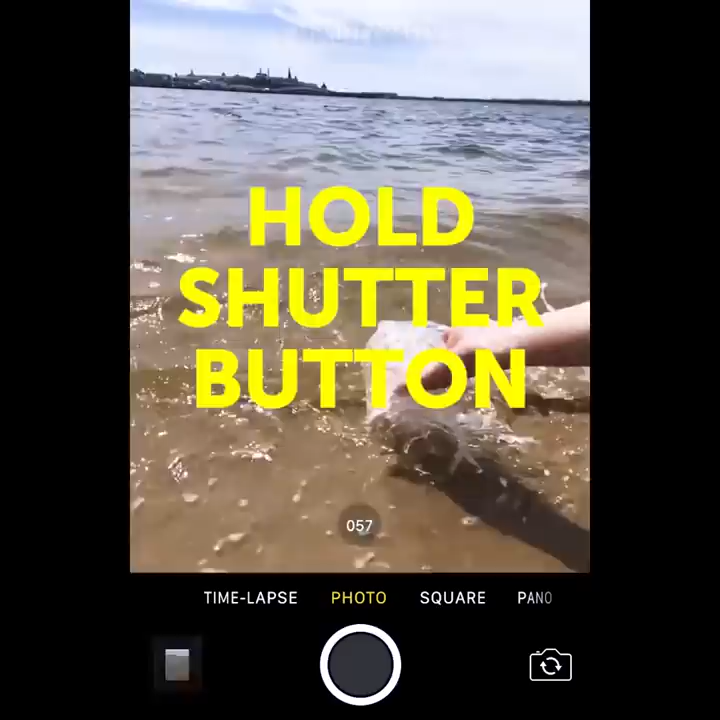 HOLD
SHUTTER
BUTTON
057
TIME-LAPSE PHOTO SQUARE PANO